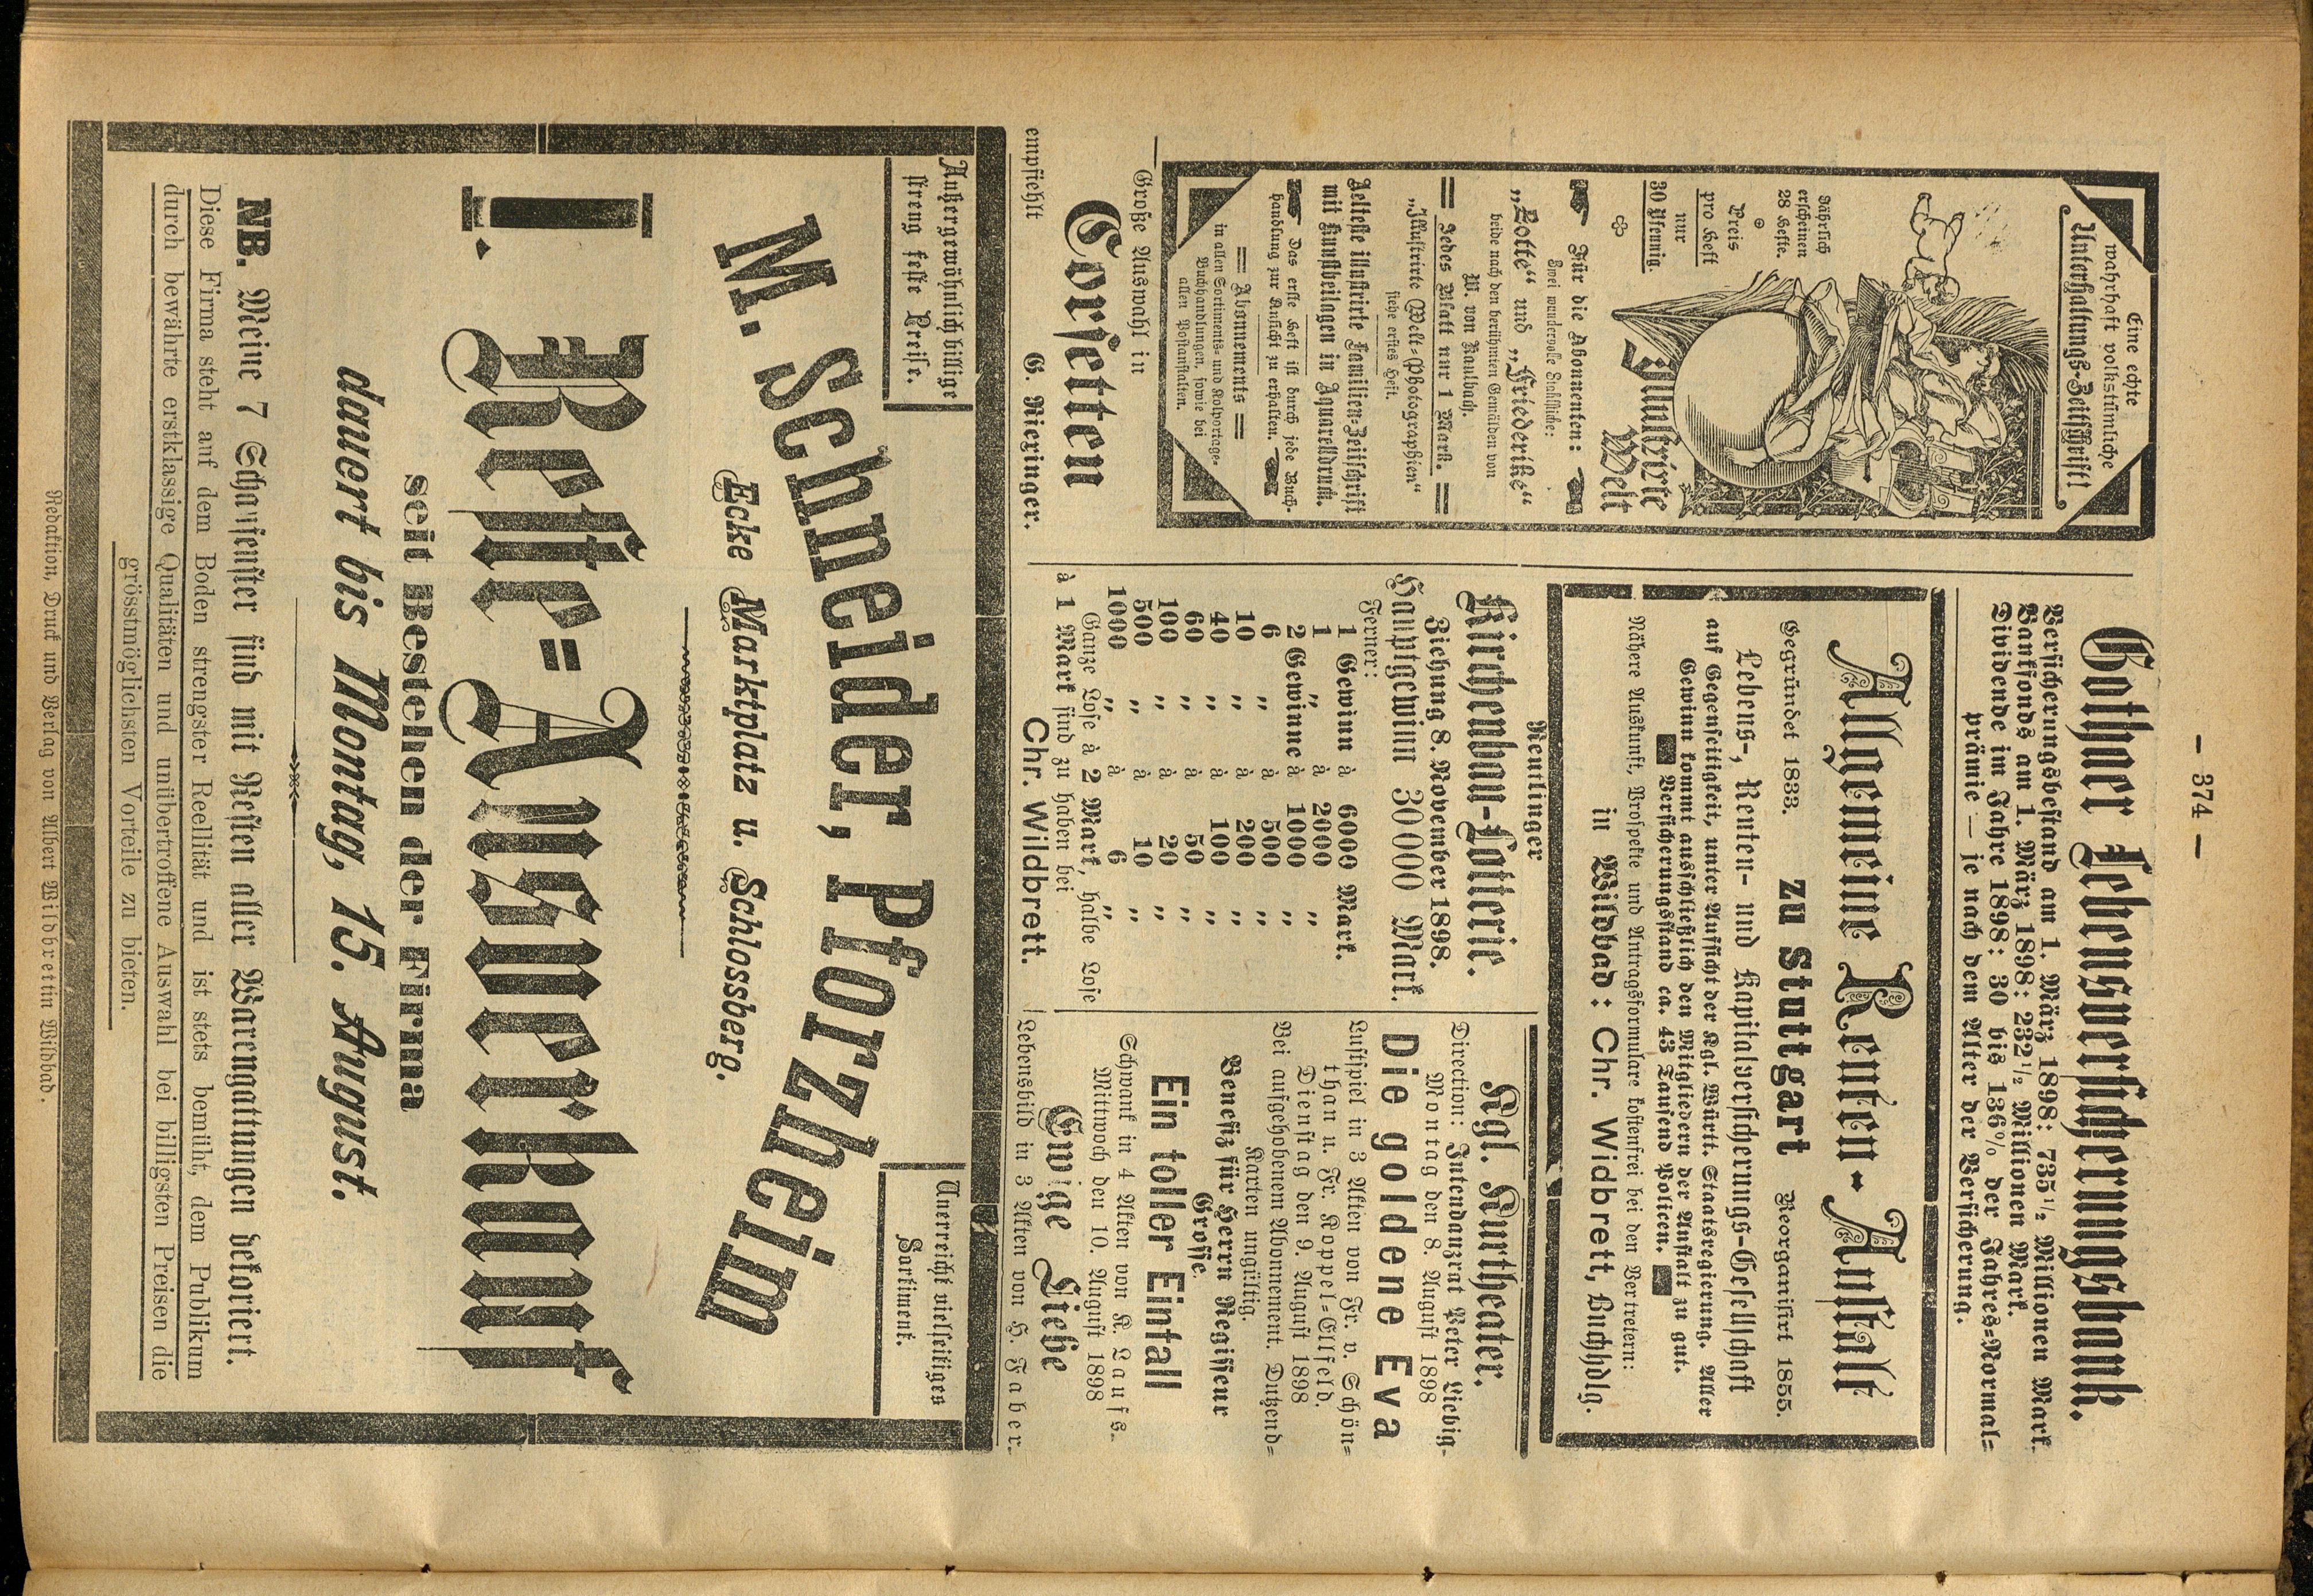 — 374 —
Eine echte
wahrhaft volkstümliche
Unterhaltungs-Zeitschrift
Jährlich
erscheinen
28 Hefte.
Preis
pro Heft
nur
30 Pfennig.
Illustrirte
Welt
Für die Abonnenten:
Zwei wundervolle Stahlstiche:
„Lotte“ und „Friederike“
beide nach den berühmten Gemälden von
W. von Kaulbach.
Jedes Blatt nur 1 Mark.
„Illustrirte Welt-(Photographien“
siehe erstes Heft.
Aelteste illustrirte Familien-Zeitschrift
mit Kunstbeilagen in Aquarelldruck.
Das erste Heft ist durch jede Buch-
handlung zur Ansicht zu erhalten.
Abonnements
in allen Sortiments- und Kolportage-
Buchhandlungen, sowie bei
allen Postanstalten.
Große Auswahl in
Corsetten
empfiehlt G. Rieringer.
Gothaer Lebensversicherungsbank.
Versicherungsbestand am 1. März 1898: 735½ Millionen Mark
Bankfonds am 1. März 1898: 232½ Millionen Mark.
Dividende im Jahre 1898: 30 bis 136% der Jahres-Normal-
prämie — je nach dem Alter der Versicherung.
Allgemeine Renten-Anstalt
Gegründet 1833. zu Stuttgart Reorganisirt 1855.
Lebens-, Renten- und Kapitalversicherungs-Gesellschaft
auf Gegenseitigkeit, unter Aufsicht der Kgl. Württ. Staatsregierung. Aller
Gewinn kommt ausschließlich den Mitgliedern der Anstalt zu gut.
Versicherungsstand ca. 43 Tausend Policen.
Nähere Auskunft, Prospekte und Antragsformulare kostenfrei bei den Vertretern:
in Wildbad: Chr. Widbrett, Buchhdlg.
Reutlinger
Kirchenbau-Lotterie.
Ziehung 8. November 1898.
Hauptgewinn 30000 Mark.
Ferner:
1 Gewinn à 6000 Mark.
1 „ à 2000 „
2 Gewinne à 1000 „
6 „ à 500 „
10 „ à 200 „
40 „ à 100 „
60 „ à 50 „
100 „ à 20 „
500 „ à 10 „
1000 „ à 6 „
Ganze Lose à 2 Mark, halbe Lose
à 1 Mark sind zu haben bei
Chr. Wildbrett.
Kgl. Kurtheater.
Direction: Intendanzrat Peter Liebig.
Montag den 8. August 1898
Die goldene Eva
Lustspiel in 3 Akten von Fr. v. Schön-
than u. Fr. Koppel-Ellfeld.
Dienstag den 9. August 1898
Bei aufgehobenen Abonnement. Dutzend-
Karten ungültig.
Benefiz für Herrn Regisseur
Grosse.
Ein toller Einfall
Schwank in 4 Akten von K. Laufs.
Mittwoch den 10. August 1898
Ewige Liebe
Lebensbild in 3 Akten von H. Faber.
Außergewöhnlich billige
streng feste Preise.
Unerreicht vielseitiges
Sortiment.
M. Schneider, Pforzheim
Ecke Marktplatz u. Schlossberg.
I. Reste-Ausverkauf
seit Bestehen der Firma
dauert bis Montag, 15. August.
NB. Meine 7 Schaufenster sind mit Resten aller Warengattungen dekoriert.
Diese Firma steht auf dem Boden strengster Reellität und ist stets bemüht, dem Publikum
durch bewährte erstklassige Qualitäten und unübertroffene Auswahl bei billigsten Preisen die
grösstmöglichsten Vorteile zu bieten.
Redaktion, Druck und Verlag von Albert Wildbrett in Wildbad.